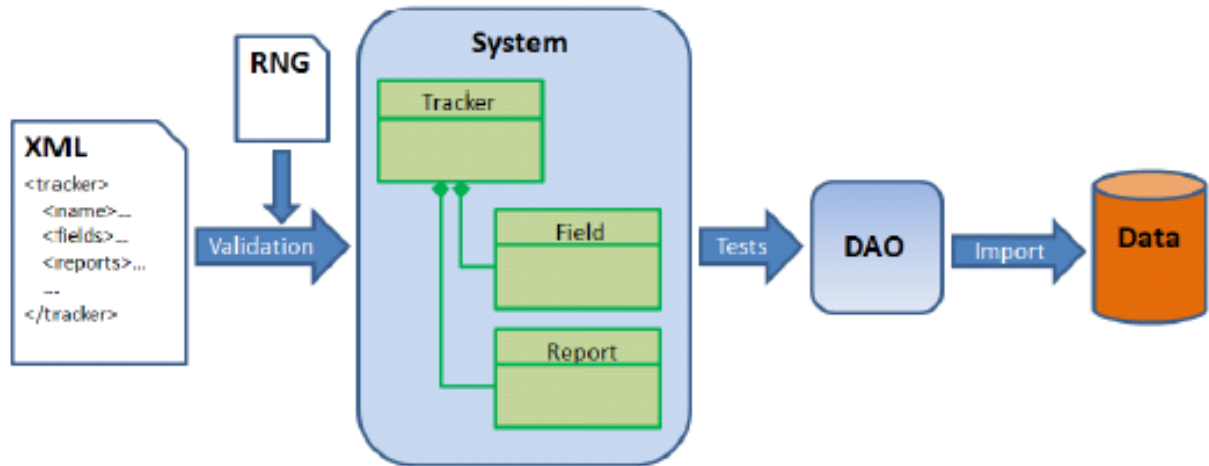 RNG
System
Tracker
XML
<tracker>
<name>...
<fields>...
<reports>...
...
</tracker>
Validation
Field
Report
Tests
DAO
Import
Data